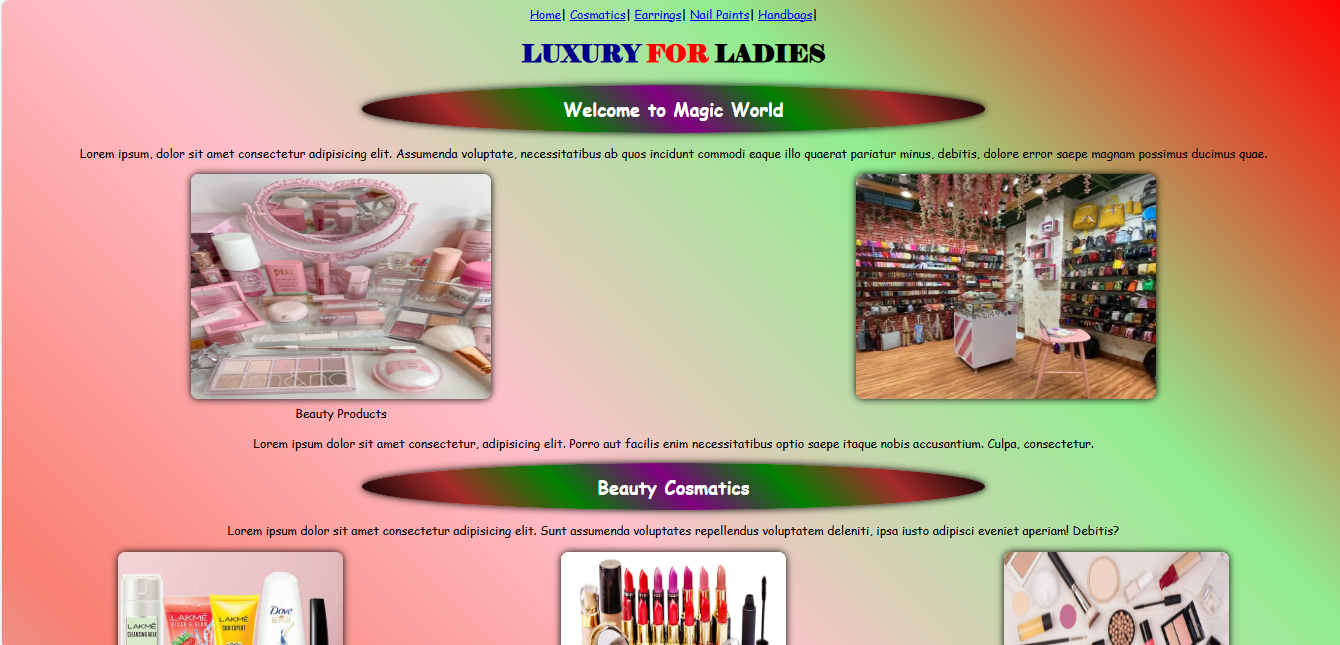 Home| Cosmatics| Earrings| Nail Paints| Handbags|
LUXURY FOR LADIES
Welcome to Magic World
Lorem ipsum, dolor sit amet consectetur adipisicing elit. Assumenda voluptate, necessitatibus ab quos incidunt commodi eaque illo quaerat pariatur minus, debitis, dolore error saepe magnam possimus ducimus quae.
Beauty Products
Lorem ipsum dolor sit amet consectetur, adipisicing elit. Porro aut facilis enim necessitatibus optio saepe itaque nobis accusantium. Culpa, consectetur.
Beauty Cosmatics
Lorem ipsum dolor sit amet consectetur adipisicing elit. Sunt assumenda voluptates repellendus voluptatem deleniti, ipsa iusto adipisci eveniet aperiam! Debitis?
LAKMÉ
CLEANSING MILK
LAKMÉ
LAKMÉ
SUN EXPERT
Dove